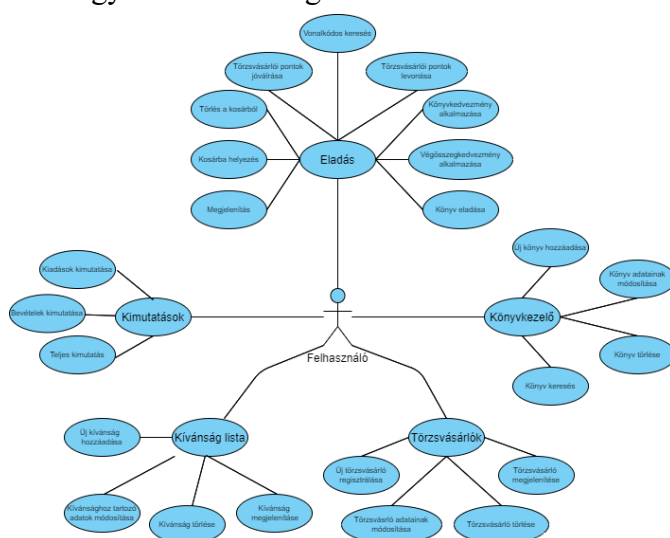 Vonalkódos keresés
Törzsvásárlói pontok
jóváírása
Törzsvásárlói pontok
levonása
Törlés a kosárból
Könyvkedvezmény
alkalmazása
Kosárba helyezés
Eladás
Végösszegkedvezmény
alkalmazása
Megjelenítés
Könyv eladása
Új könyv hozzáadása
Kiadások kimutatása
Könyv adatainak
módosítása
Bevételek kimutatása
Kimutatások
Könyvkezelő
Teljes kimutatás
Könyv törlése
Felhasználó
Könyv keresés
Új kívánság
hozzáadása
Kívánság lista
Törzsvásárlók
Új törzsvásárló
regisztrálása
Törzsvásárló
megjelenítése
Kívánsághoz tartozó
adatok módosítása
Kívánság törlése
Kívánság
megjelenítése
Törzsvásrló adatainak
módosítása
Törzsvásárló törlése